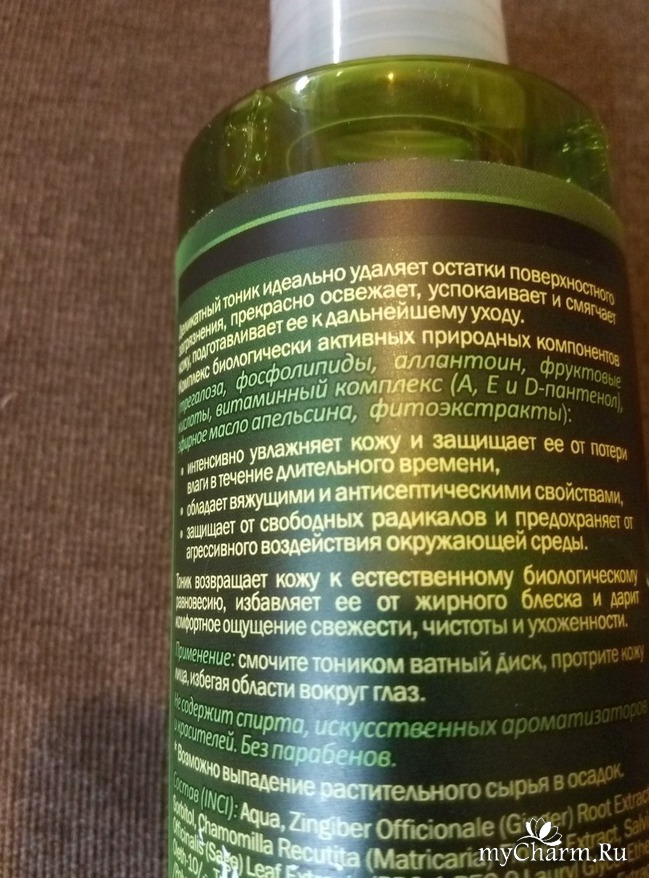 Деликатный тоник идеально удаляет остатки поверхностного
загрязнения, прекрасно освежает, успокаивает и смягчает
кожу, подготавливает ее к дальнейшему уходу.
Комплекс биологически активных природных компонентов
(трегалоза, фосфолипиды, аллантоин, фруктовые
кислоты, витаминный комплекс (А, Е и D-пантенол),
эфирное масло апельсина, фитоэкстракты):
• интенсивно увлажняет кожу и защищает ее от потери
влаги в течение длительного времени,
• обладает вяжущими и антисептическими свойствами,
• защищает от свободных радикалов и предохраняет от
агрессивного воздействия окружающей среды.
Тоник возвращает кожу к естественному биологическому
равновесию, избавляет ее от жирного блеска и дарит
комфортное ощущение свежести, чистоты и ухоженности.
Применение: смочите тоником ватный диск, протрите кожу
лица, избегая области вокруг глаз.
Не содержит спирта, искусственных ароматизаторов
и красителей. Без парабенов.
* Возможно выпадение растительного сырья в осадок.
Состав (INCI): Aqua, Zingiber Officionale (Ginger) Root Extract,
Sorbitol, Chamomilla Recutita (Matricaria) Extract, Salvia
Officinalis (Sage) Leaf Extract
myCharm.Ru